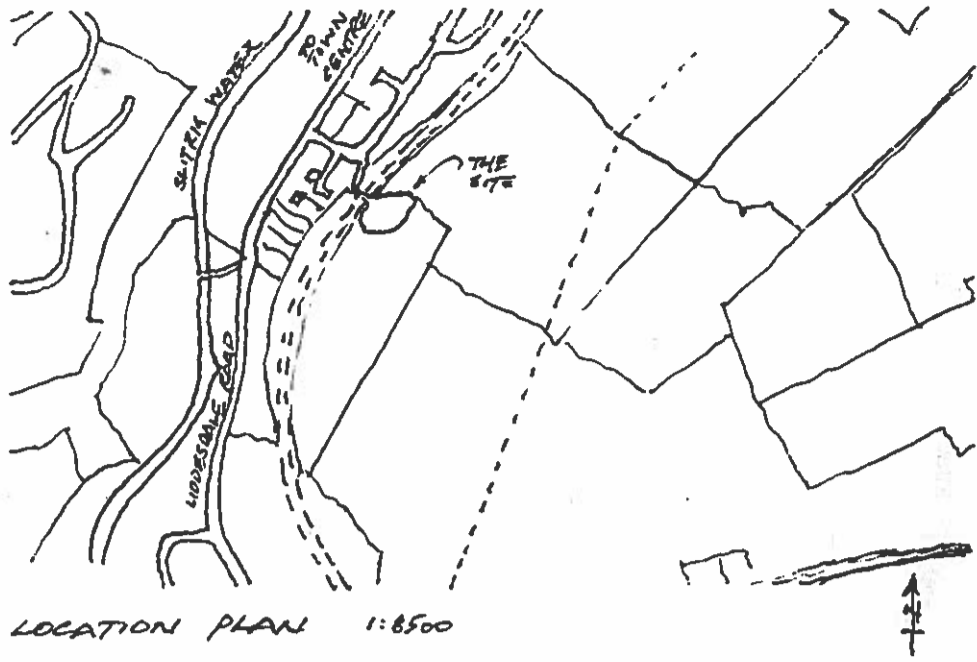 SLITRIG WATER
TO
TOWN
CENTRE
THE
SITE
LIDDESDALE ROAD
N
LOCATION PLAN 1:8500